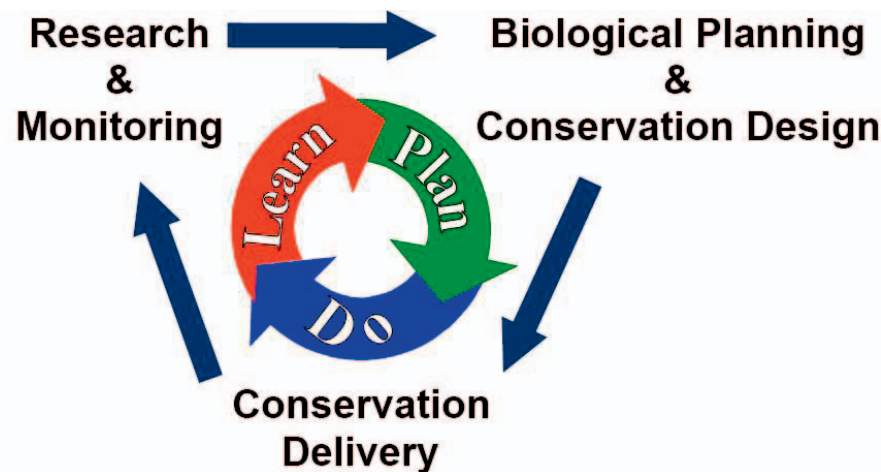 Research
&
Monitoring
Biological Planning
&
Conservation Design
Learn
Plan
Do
Conservation
Delivery